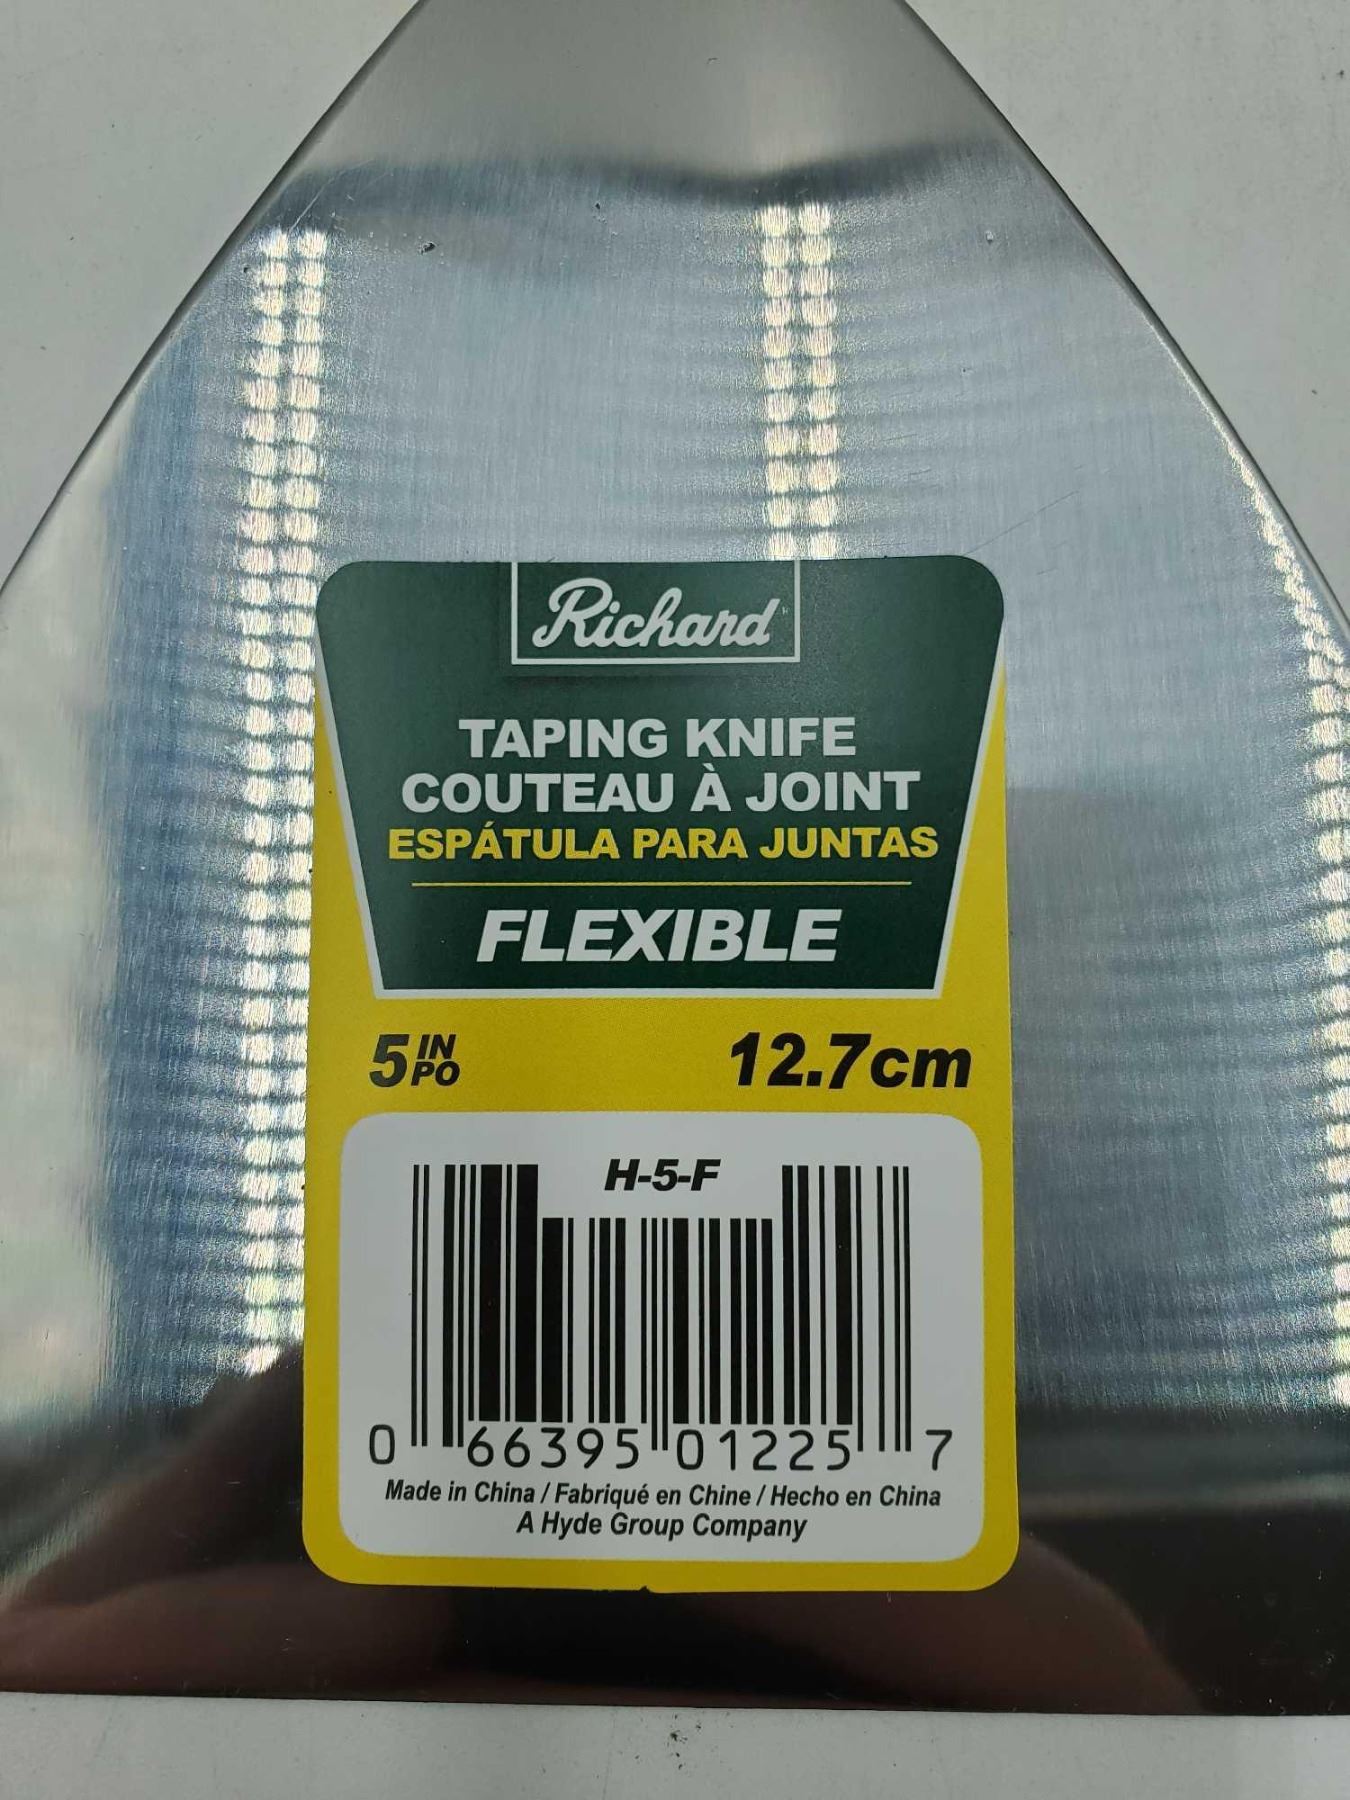 Richard
TAPING KNIFE
COUTEAU À JOINT
ESPÁTULA PARA JUNTAS
FLEXIBLE
5 IN PO 12.7cm
H-5-F
0 66395 01225 7
Made in China / Fabriqué en Chine / Hecho en China
A Hyde Group Company